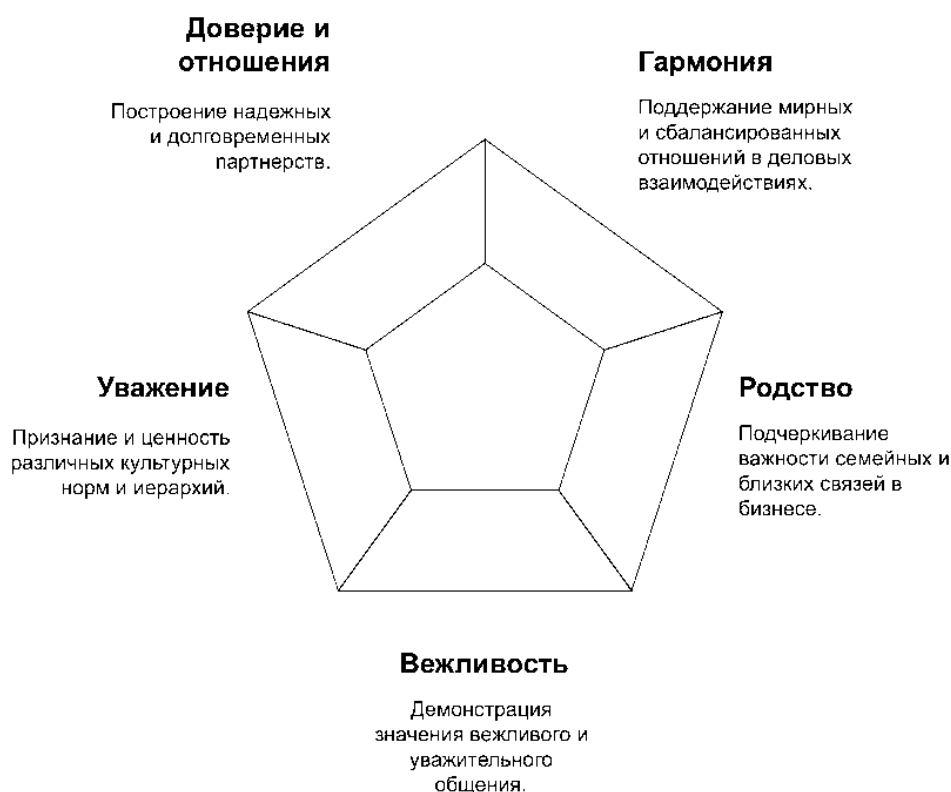 Доверие и
отношения
Построение надежных
и долговременных
партнерств.
Гармония
Поддержание мирных
и сбалансированных
отношений в деловых
взаимодействиях.
Уважение
Признание и ценность
различных культурных
норм и иерархий.
Родство
Подчеркивание
важности семейных и
близких связей в
бизнесе.
Вежливость
Демонстрация
значения вежливого и
уважительного
общения.